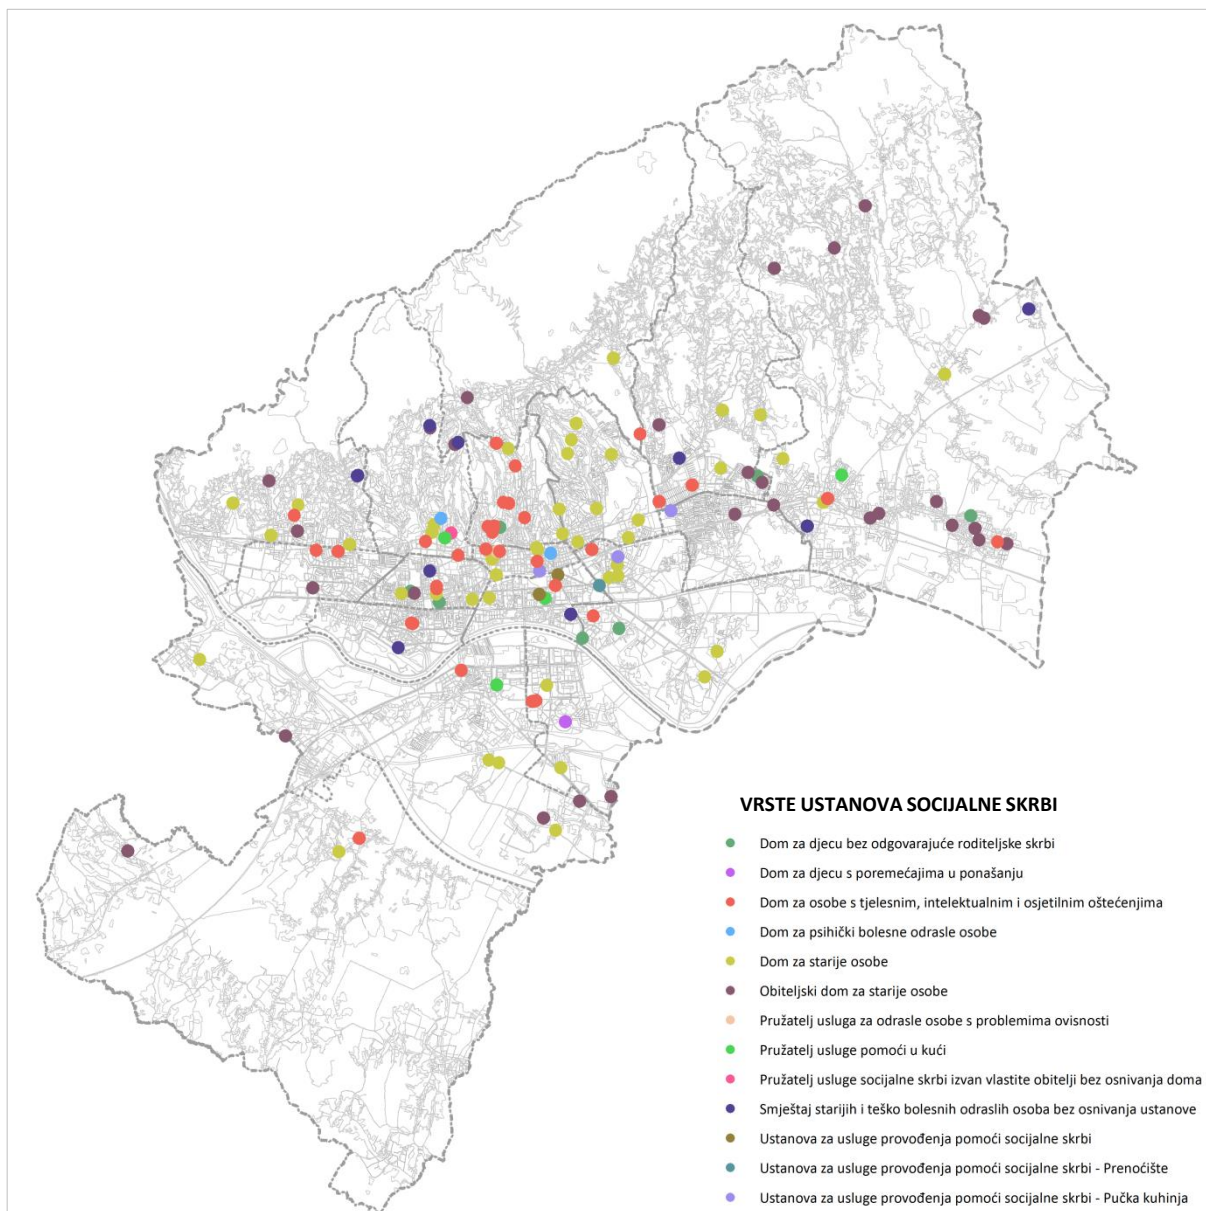 VRSTE USTANOVA SOCIJALNE SKRBI
Dom za djecu bez odgovarajuće roditeljske skrbi
Dom za djecu s poremećajima u ponašanju
Dom za osobe s tjelesnim, intelektualnim i osjetilnim oštećenjima
Dom za psihički bolesne odrasle osobe
Dom za starije osobe
Obiteljski dom za starije osobe
Pružatelj usluga za odrasle osobe s problemima ovisnosti
Pružatelj usluge pomoći u kući
Pružatelj usluge socijalne skrbi izvan vlastite obitelji bez osnivanja doma
Smještaj starijih i teško bolesnih odraslih osoba bez osnivanja ustanove
Ustanova za usluge provođenja pomoći socijalne skrbi
Ustanova za usluge provođenja pomoći socijalne skrbi - Prenoćište
Ustanova za usluge provođenja pomoći socijalne skrbi - Pučka kuhinja